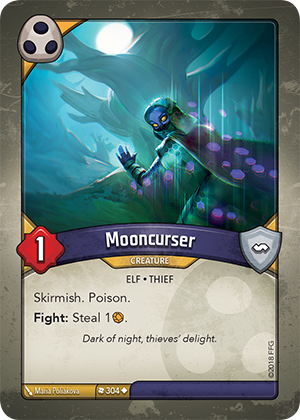 Mooncurser
CREATURE
1
ELF • THIEF
Skirmish. Poison.
Fight: Steal 1.
Dark of night, thieves' delight.
Maria Poliakova
304
©2018 FFG